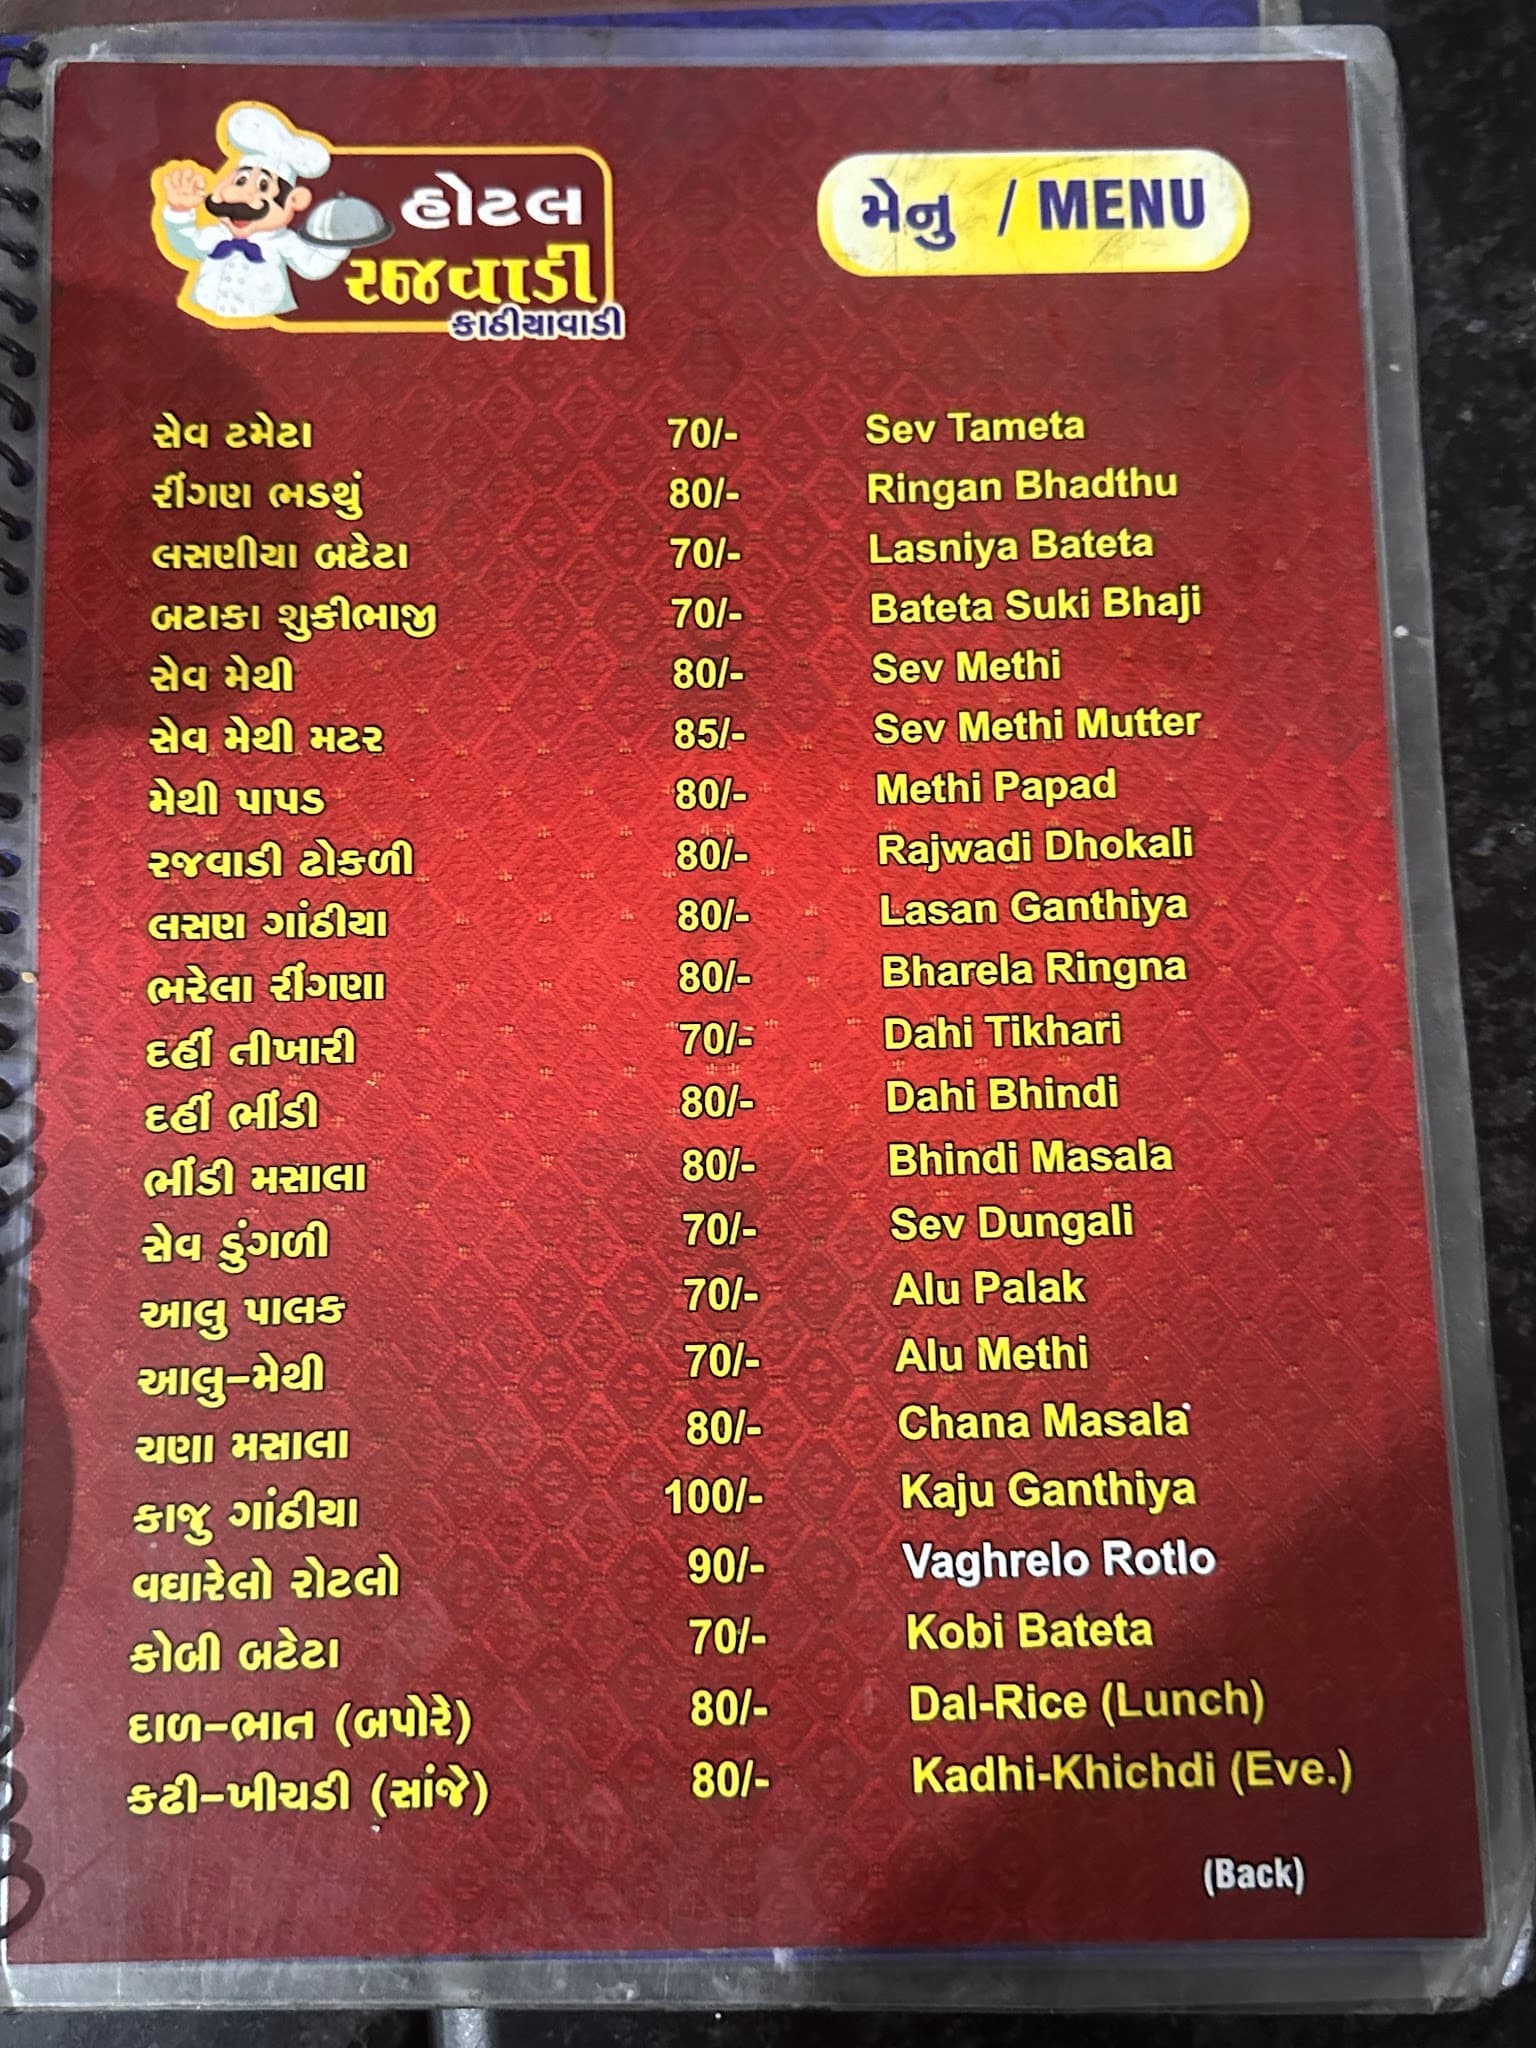 હોટલ
રજવાડી
કાઠીયાવાડી
મેનુ / MENU
સેવ ટમેટા 70/- Sev Tameta
રીંગણ ભડથું 80/- Ringan Bhadthu
લસણીયા બટેટા 70/- Lasniya Bateta
બટાકા શુકીભાજી 70/- Bateta Suki Bhaji
સેવ મેથી 80/- Sev Methi
સેવ મેથી મટર 85/- Sev Methi Mutter
મેથી પાપડ 80/- Methi Papad
રજવાડી ઢોકળી 80/- Rajwadi Dhokali
લસણ ગાંઠીયા 80/- Lasan Ganthiya
ભરેલા રીંગણા 80/- Bharela Ringna
દહીં તીખારી 70/- Dahi Tikhari
દહીં ભીંડી 80/- Dahi Bhindi
ભીંડી મસાલા 80/- Bhindi Masala
સેવ ડુંગળી 70/- Sev Dungali
આલુ પાલક 70/- Alu Palak
આલુ-મેથી 70/- Alu Methi
ચણા મસાલા 80/- Chana Masala
કાજુ ગાંઠીયા 100/- Kaju Ganthiya
વઘારેલો રોટલો 90/- Vaghrelo Rotlo
કોબી બટેટા 70/- Kobi Bateta
દાળ-ભાત (બપોરે) 80/- Dal-Rice (Lunch)
કઢી-ખીચડી (સાંજે) 80/- Kadhi-Khichdi (Eve.)
(Back)